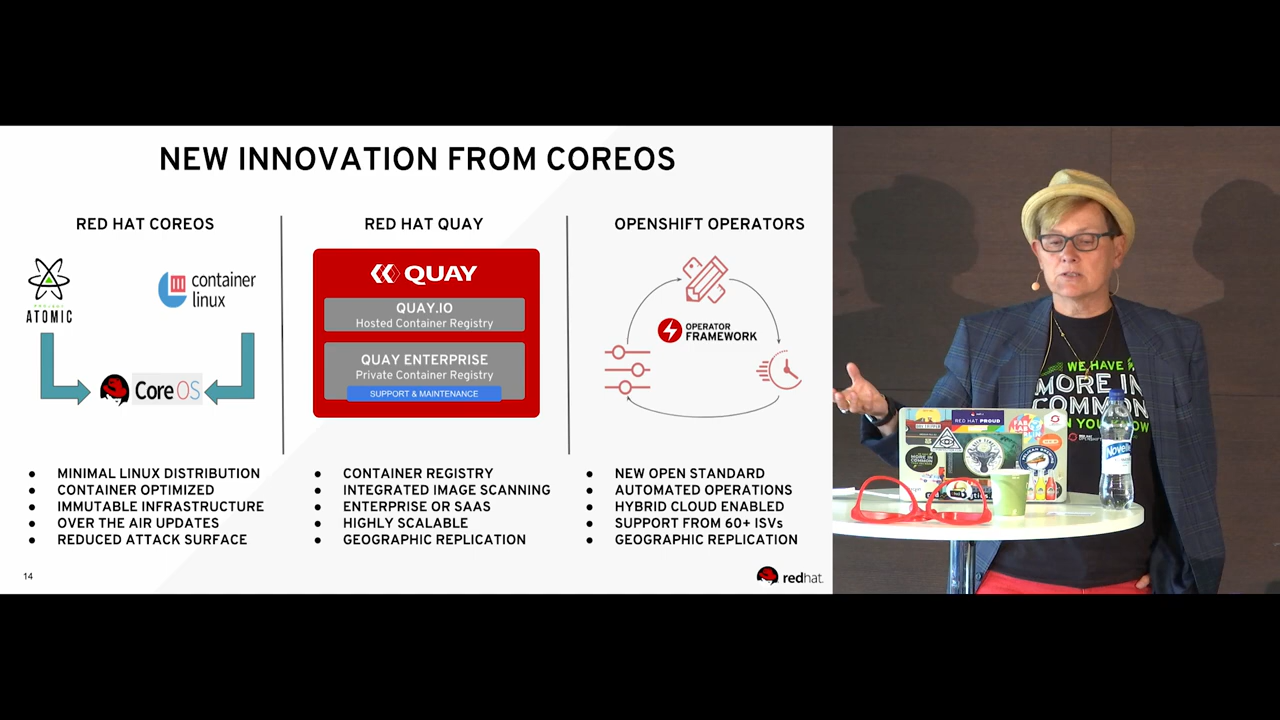 NEW INNOVATION FROM COREOS
RED HAT COREOS
PROJECT
ATOMIC
container
linux
CoreOS
MINIMAL LINUX DISTRIBUTION
CONTAINER OPTIMIZED
IMMUTABLE INFRASTRUCTURE
OVER THE AIR UPDATES
REDUCED ATTACK SURFACE
RED HAT QUAY
QUAY
QUAY.IO
Hosted Container Registry
QUAY ENTERPRISE
Private Container Registry
SUPPORT & MAINTENANCE
CONTAINER REGISTRY
INTEGRATED IMAGE SCANNING
ENTERPRISE OR SAAS
HIGHLY SCALABLE
GEOGRAPHIC REPLICATION
OPENSHIFT OPERATORS
OPERATOR
FRAMEWORK
NEW OPEN STANDARD
AUTOMATED OPERATIONS
HYBRID CLOUD ENABLED
SUPPORT FROM 60+ ISVs
GEOGRAPHIC REPLICATION
14
redhat.
WE HAVE
MORE IN
COMMON
RED HAT PROUD
MORE IN
COMMON
Novelle